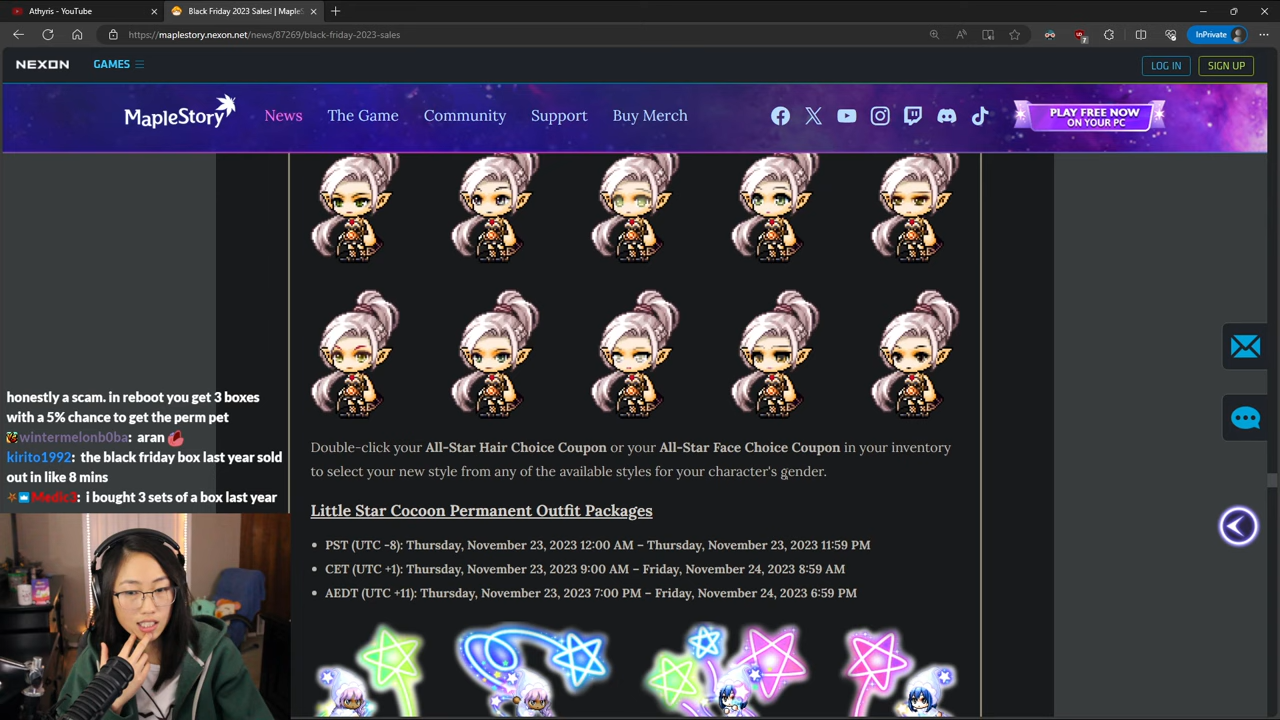 Athyris - YouTube
Black Friday 2023 Sales! | MapleS
https://maplestory.nexon.net/news/87269/black-friday-2023-sales
7
InPrivate
NEXON
GAMES
LOG IN
SIGN UP
MapleStory
News
The Game
Community
Support
Buy Merch
PLAY FREE NOW
ON YOUR PC
honestly a scam. in reboot you get 3 boxes
with a 5% chance to get the perm pet
wintermelonb0ba: aran
kirito1992: the black friday box last year sold
out in like 8 mins
Medic3: i bought 3 sets of a box last year
Double-click your All-Star Hair Choice Coupon or your All-Star Face Choice Coupon in your inventory
to select your new style from any of the available styles for your character's gender.
Little Star Cocoon Permanent Outfit Packages
PST (UTC -8): Thursday, November 23, 2023 12:00 AM – Thursday, November 23, 2023 11:59 PM
CET (UTC +1): Thursday, November 23, 2023 9:00 AM – Friday, November 24, 2023 8:59 AM
AEDT (UTC +11): Thursday, November 23, 2023 7:00 PM – Friday, November 24, 2023 6:59 PM